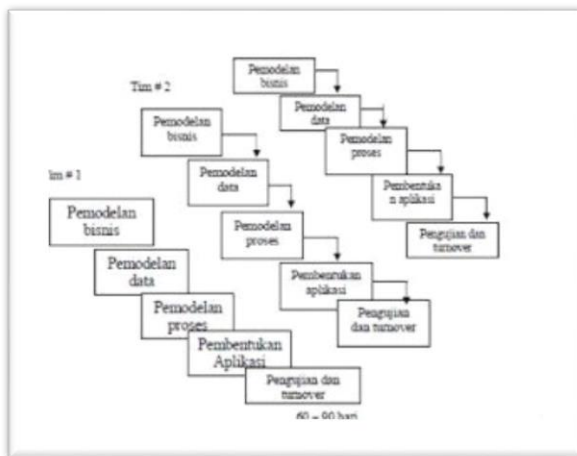 Tim # 2
Pemodelan
bisnis
Pemodelan
data
Pemodelan
proses
Pembentuka
n aplikasi
Pengujian dan
turnover
Pemodelan
bisnis
Pemodelan
data
Pemodelan
proses
Pembentukan
aplikasi
Pengujian
dan turnover
im # 1
Pemodelan
bisnis
Pemodelan
data
Pemodelan
proses
Pembentukan
Aplikasi
Pengujian dan
turnover
60 – 90 hari